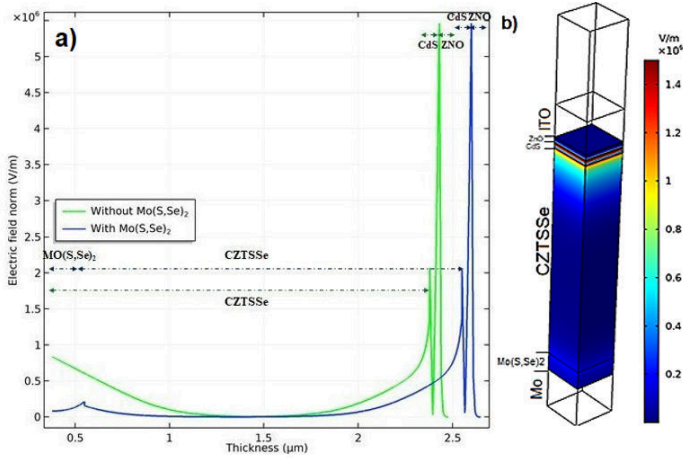 a)
×10⁶
CdS ZNO
CdS ZNO
5
4.5
4
3.5
3
2.5
2
1.5
1
0.5
0
Electric field norm (V/m)
Without Mo(S,Se)₂
With Mo(S,Se)₂
MO(S,Se)₂
CZTSSe
CZTSSe
0.5
1
1.5
2
2.5
Thickness (µm)
b)
V/m
×10⁶
1.4
1.2
1
0.8
0.6
0.4
0.2
ITO
ZnO
CdS
CZTSSe
Mo(S,Se)2
Mo